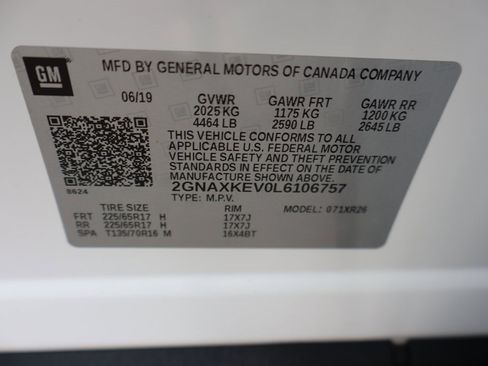 GM
MFD BY GENERAL MOTORS OF CANADA COMPANY
06/19 GVWR GAWR FRT GAWR RR
2025 KG 1175 KG 1200 KG
4464 LB 2590 LB 2645 LB
THIS VEHICLE CONFORMS TO ALL
APPLICABLE U.S. FEDERAL MOTOR
VEHICLE SAFETY AND THEFT PREVENTION
STANDARDS IN EFFECT ON THE DATE OF
MANUFACTURE SHOWN ABOVE.
8624 2GNAXKEV0L6106757
TYPE: M.P.V. MODEL: 071XR26
TIRE SIZE RIM
FRT 225/65R17 H 17X7J
RR 225/65R17 H 17X7J
SPA T135/70R16 M 16X4BT